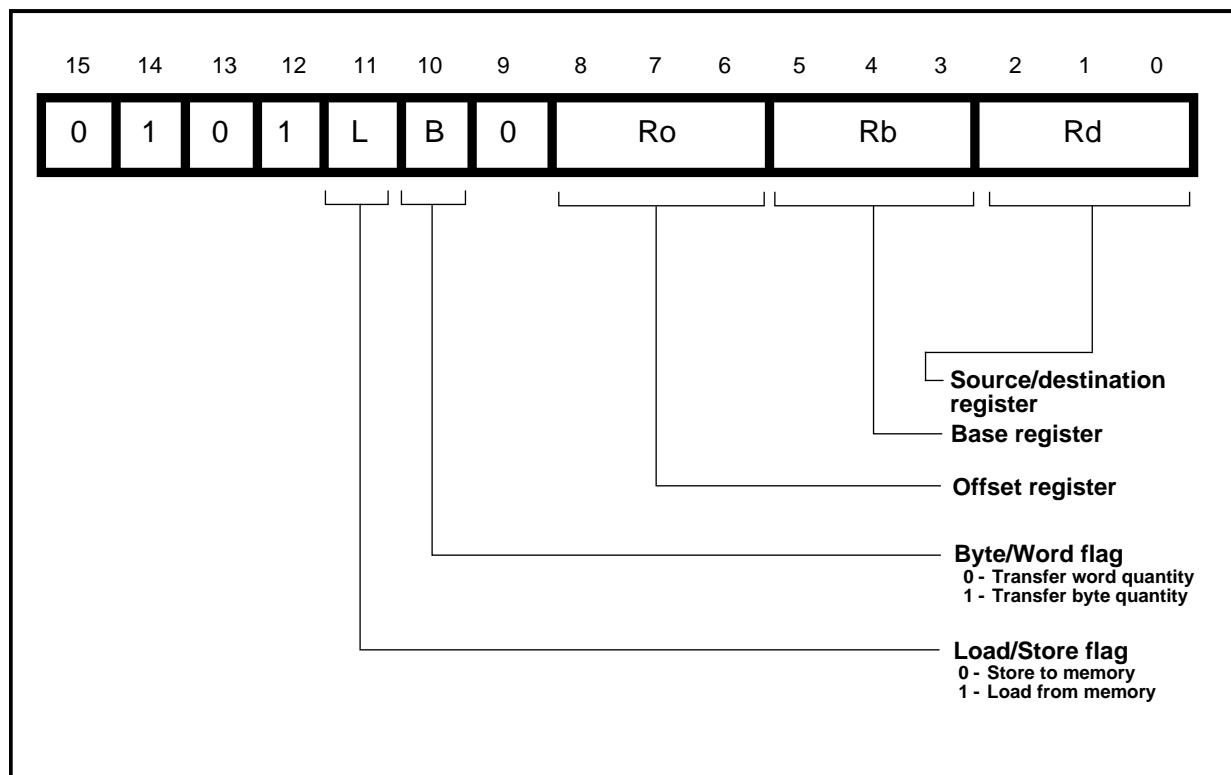 15 14 13 12 11 10 9 8 7 6 5 4 3 2 1 0
0 1 0 1 L B 0 Ro Rb Rd
Source/destination
register
Base register
Offset register
Byte/Word flag
0 - Transfer word quantity
1 - Transfer byte quantity
Load/Store flag
0 - Store to memory
1 - Load from memory